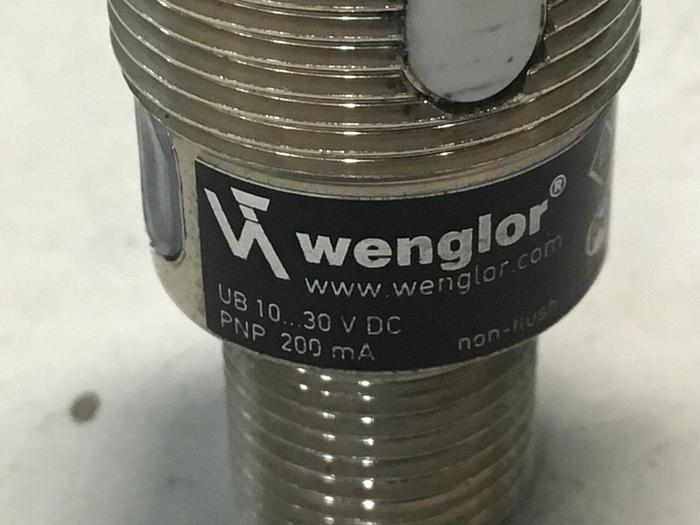 wenglor®
www.wenglor.com
UB 10...30 V DC
PNP 200 mA
non-flush